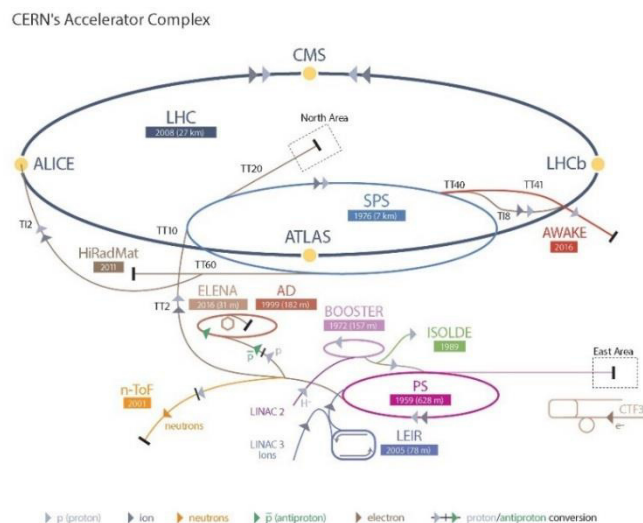 CERN's Accelerator Complex
CMS
LHC
2008 (27 km)
North Area
ALICE
TT20
LHCb
TT40
TT41
SPS
1976 (7 km)
TI8
TI2
TT10
ATLAS
AWAKE
2016
HiRadMat
2011
TT60
ELENA
AD
2016 (31 m)
1999 (182 m)
TT2
BOOSTER
1972 (157 m)
ISOLDE
1989
p
p̄
East Area
n-ToF
2001
PS
1959 (628 m)
H⁻
LINAC 2
neutrons
CTF3
e⁻
LINAC 3
Ions
LEIR
2005 (78 m)
p (proton)
ion
neutrons
p̄ (antiproton)
electron
proton/antiproton conversion